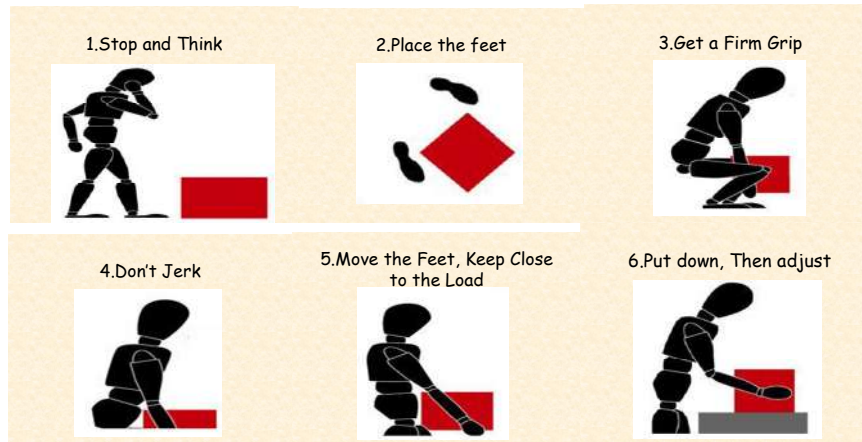 1.Stop and Think
2.Place the feet
3.Get a Firm Grip
4.Don't Jerk
5.Move the Feet, Keep Close
to the Load
6.Put down, Then adjust